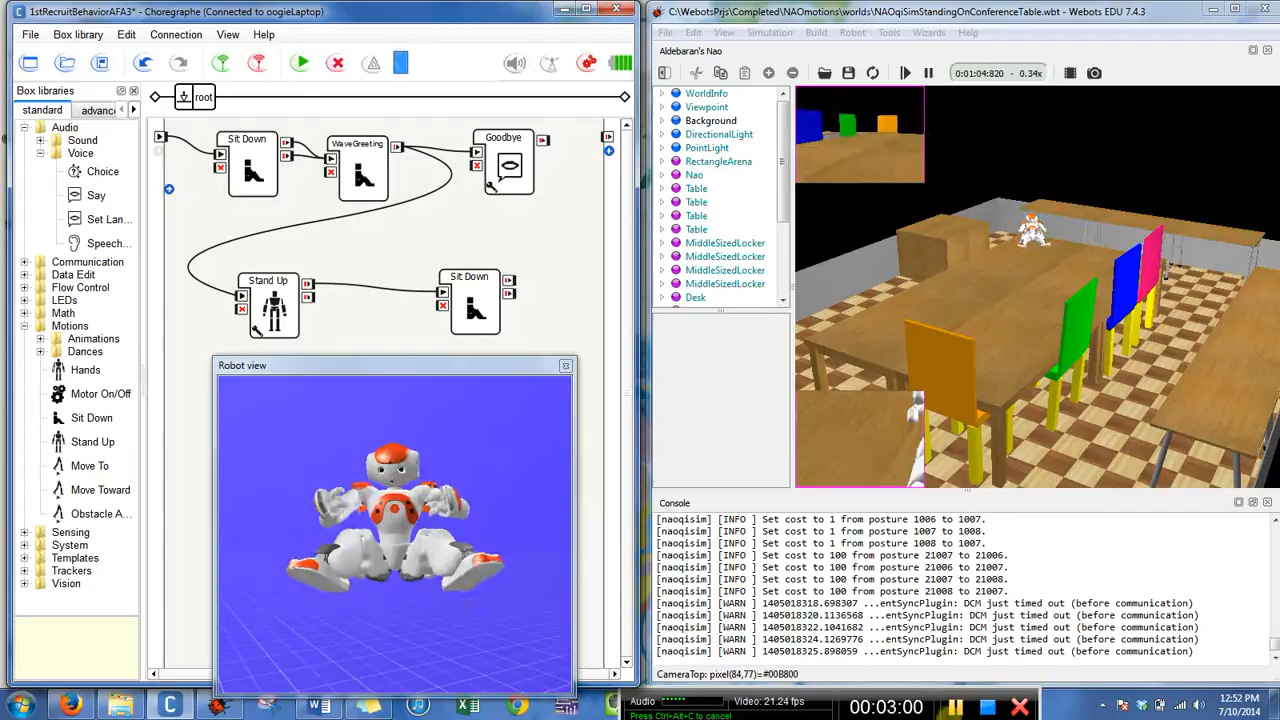 1stRecruitBehaviorAFA3* - Choregraphe (Connected to oogieLaptop)
File Box library Edit Connection View Help
Box libraries
standard advanc
Audio
Sound
Voice
Choice
Say
Set Lan...
Speech...
Communication
Data Edit
Flow Control
LEDs
Math
Motions
Animations
Dances
Hands
Motor On/Off
Sit Down
Stand Up
Move To
Move Toward
Obstacle A...
Sensing
System
Templates
Trackers
Vision
root
Sit Down
WaveGreeting
Goodbye
Stand Up
Sit Down
Robot view
C:\WebotsPrjs\Completed\NAOmotions\worlds\NAOqiSimStandingOnConferenceTable.wbt - Webots EDU 7.4.3
File Edit View Simulation Build Robot Tools Wizards Help
Aldebaran's Nao
0:01:04:820 - 0.34x
WorldInfo
Viewpoint
Background
DirectionalLight
PointLight
RectangleArena
Nao
Table
Table
Table
Table
MiddleSizedLocker
MiddleSizedLocker
MiddleSizedLocker
MiddleSizedLocker
Desk
Console
[naoqisim] [INFO ] Set cost to 1 from posture 1006 to 1007.
[naoqisim] [INFO ] Set cost to 1 from posture 1007 to 1008.
[naoqisim] [INFO ] Set cost to 1 from posture 1008 to 1007.
[naoqisim] [INFO ] Set cost to 100 from posture 21007 to 21006.
[naoqisim] [INFO ] Set cost to 100 from posture 21006 to 21007.
[naoqisim] [INFO ] Set cost to 100 from posture 21007 to 21008.
[naoqisim] [INFO ] Set cost to 100 from posture 21008 to 21007.
[naoqisim] [WARN ] 1405018318.698307 ...entSyncPlugin: DCM just timed out (before communication)
[naoqisim] [WARN ] 1405018320.1136568 ...entSyncPlugin: DCM just timed out (before communication)
[naoqisim] [WARN ] 1405018322.1041682 ...entSyncPlugin: DCM just timed out (before communication)
[naoqisim] [WARN ] 1405018324.1269776 ...entSyncPlugin: DCM just timed out (before communication)
[naoqisim] [WARN ] 1405018325.898059 ...entSyncPlugin: DCM just timed out (before communication)
CameraTop: pixel(84,77)=#00B800
Audio Video: 21.24 fps
Press Ctrl+Alt+C to cancel
00:03:00
12:52 PM
7/10/2014